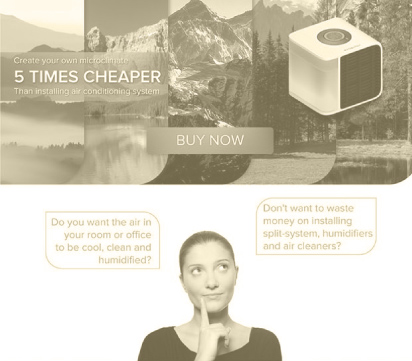 Create your own microclimate
5 TIMES CHEAPER
Than installing air conditioning system
BUY NOW
Do you want the air in
your room or office
to be cool, clean and
humidified?
Don't want to waste
money on installing
split-system, humidifiers
and air cleaners?